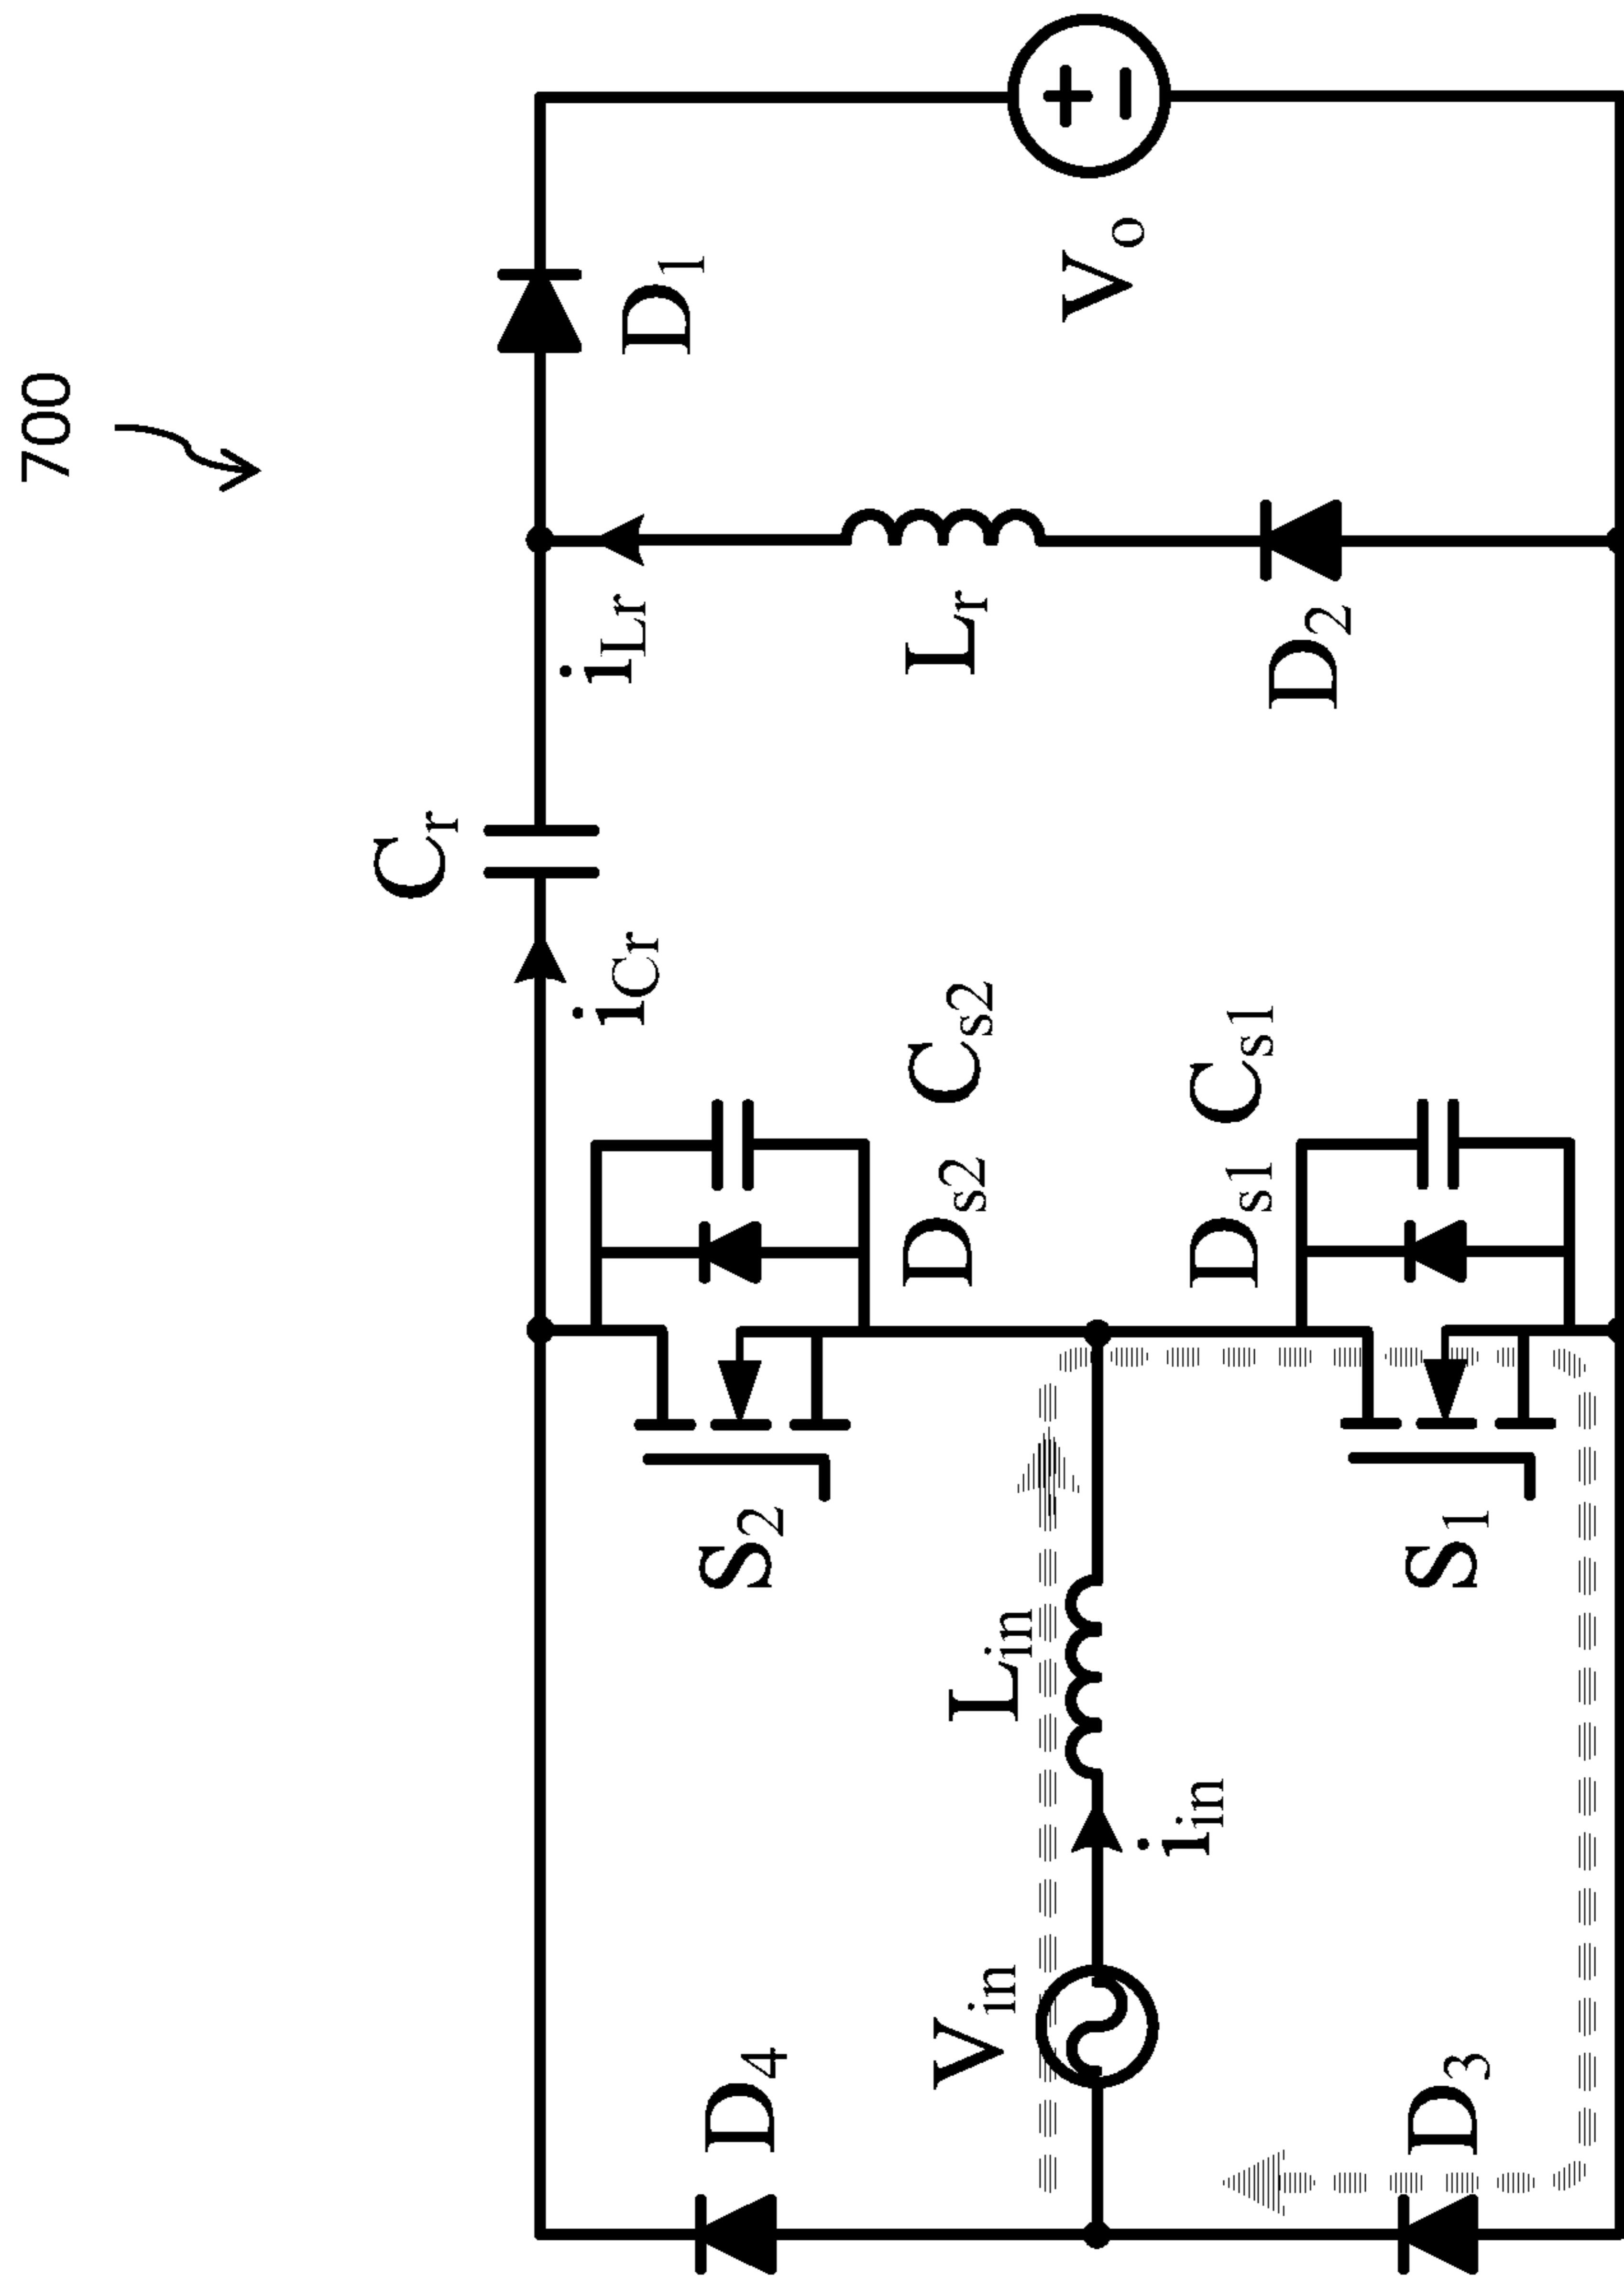 700
D4
D3
Vin
iin
Lin
S2
S1
Ds2 Cs2
Ds1 Cs1
iCr
Cr
iLr
Lr
D2
D1
Vo